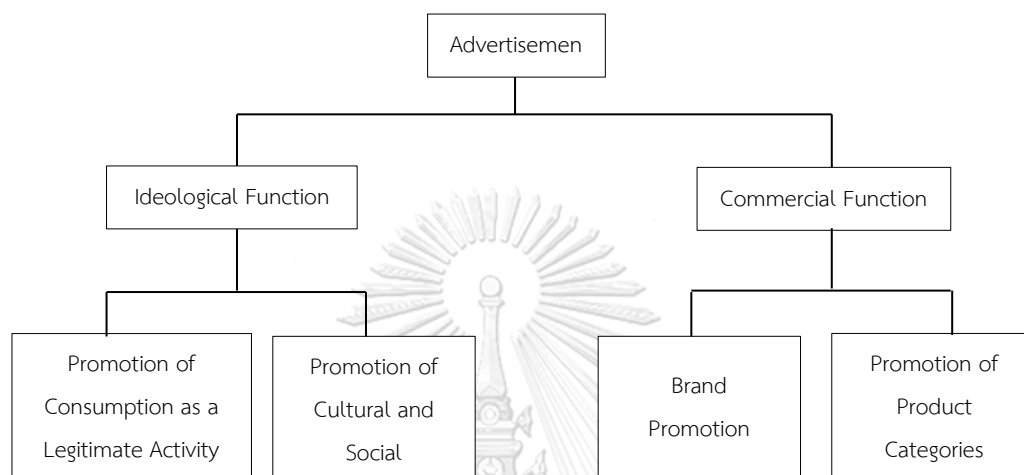 Advertisemen
Ideological Function
Commercial Function
Promotion of
Consumption as a
Legitimate Activity
Promotion of
Cultural and
Social
Brand
Promotion
Promotion of
Product
Categories